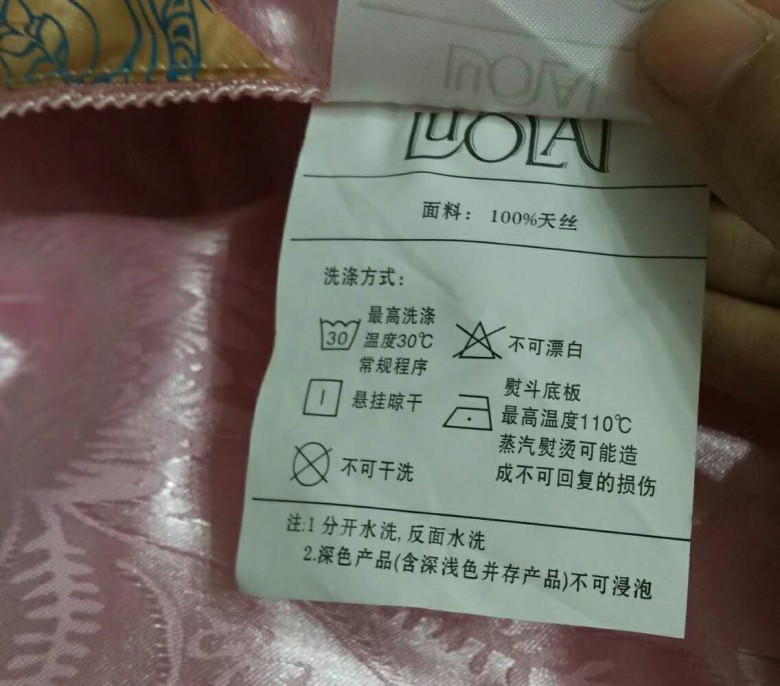 LUOLAI
面料： 100%天丝
洗涤方式：
最高洗涤
温度30℃
常规程序
30
不可漂白
悬挂晾干
熨斗底板
最高温度110℃
蒸汽熨烫可能造
成不可回复的损伤
不可干洗
注:1 分开水洗,反面水洗
2.深色产品(含深浅色并存产品)不可浸泡